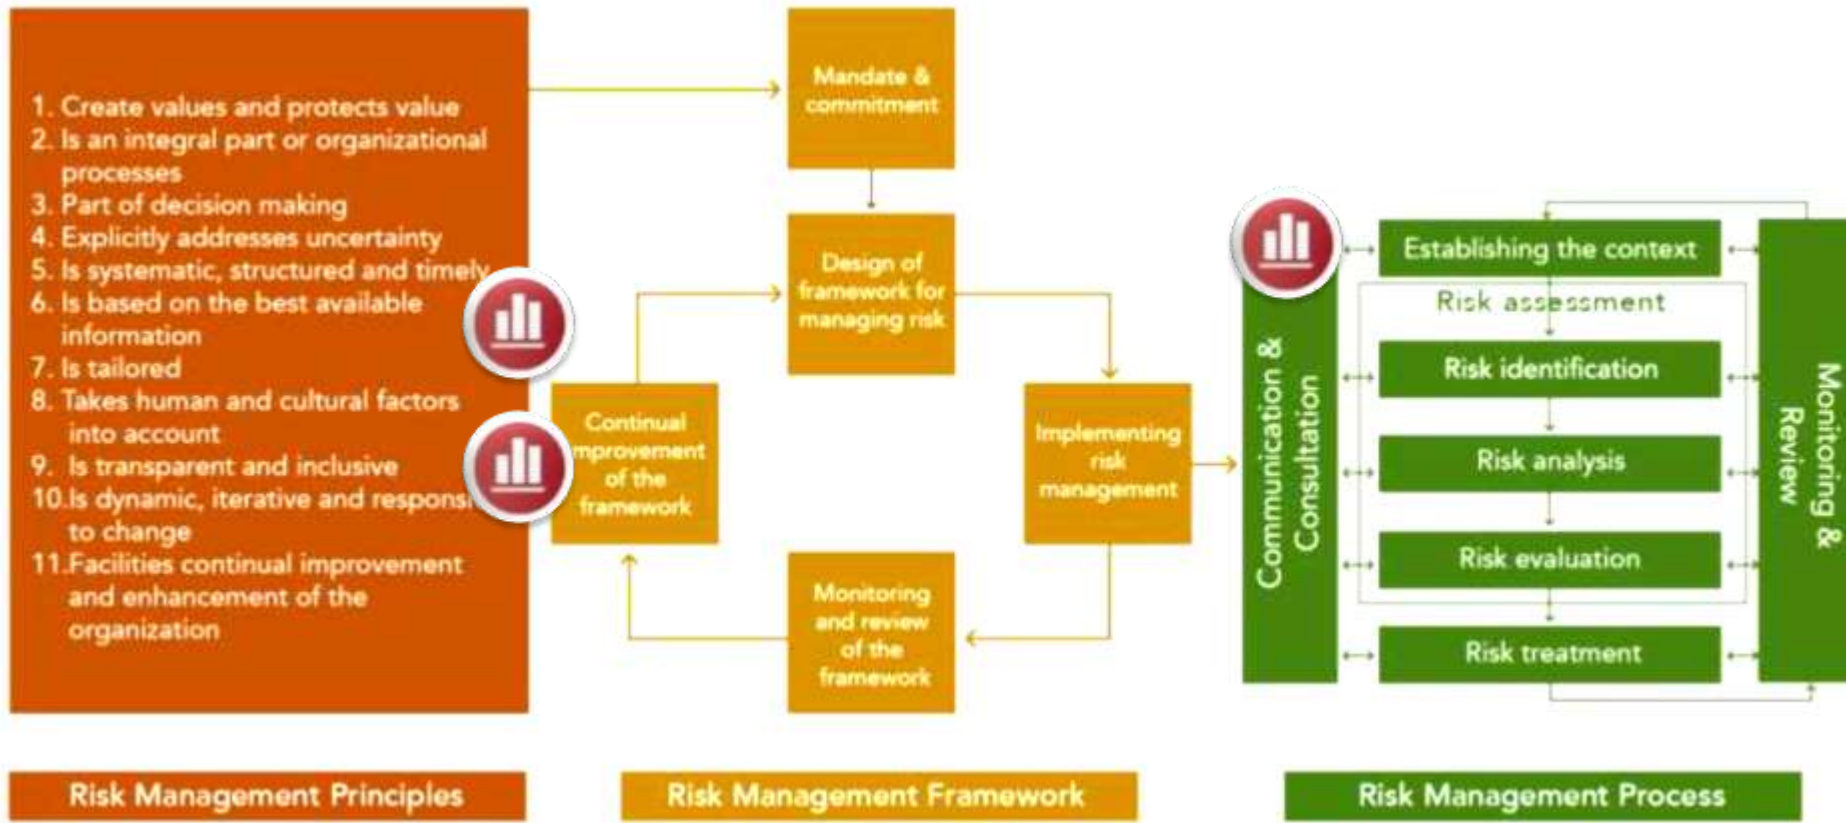 1. Create values and protects value
2. Is an integral part or organizational
processes
3. Part of decision making
4. Explicitly addresses uncertainty
5. Is systematic, structured and timely
6. Is based on the best available
information
7. Is tailored
8. Takes human and cultural factors
into account
9. Is transparent and inclusive
10.Is dynamic, iterative and responsi
to change
11.Facilities continual improvement
and enhancement of the
organization
Risk Management Principles
Mandate &
commitment
Design of
framework for
managing risk
Continual
mprovement
of the
framework
Implementing
risk
management
Monitoring
and review
of the
framework
Risk Management Framework
Communication &
Consultation
Establishing the context
Risk assessment
Risk identification
Risk analysis
Risk evaluation
Risk treatment
Monitoring &
Review
Risk Management Process